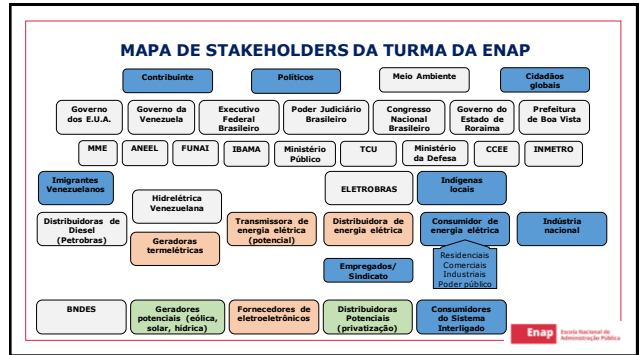 MAPA DE STAKEHOLDERS DA TURMA DA ENAP
Contribuinte
Políticos
Meio Ambiente
Cidadãos
globais
Governo
dos E.U.A.
Governo da
Venezuela
Executivo
Federal
Brasileiro
Poder Judiciário
Brasileiro
Congresso
Nacional
Brasileiro
Governo do
Estado de
Roraima
Prefeitura
de Boa Vista
MME
ANEEL
FUNAI
IBAMA
Ministério
Público
TCU
Ministério
da Defesa
CCEE
INMETRO
Imigrantes
Venezuelanos
Hidrelétrica
Venezuelana
ELETROBRAS
Indígenas
locais
Distribuidoras de
Diesel
(Petrobras)
Geradoras
termelétricas
Transmissora de
energia elétrica
(potencial)
Distribuidora de
energia elétrica
Consumidor de
energia elétrica
Indústria
nacional
Empregados/
Sindicato
Residenciais
Comerciais
Industriais
Poder público
BNDES
Geradores
potenciais (eólica,
solar, hídrica)
Fornecedores de
eletroeletrônicos
Distribuidoras
Potenciais
(privatização)
Consumidores
do Sistema
Interligado
Enap
Escola Nacional de
Administração Pública